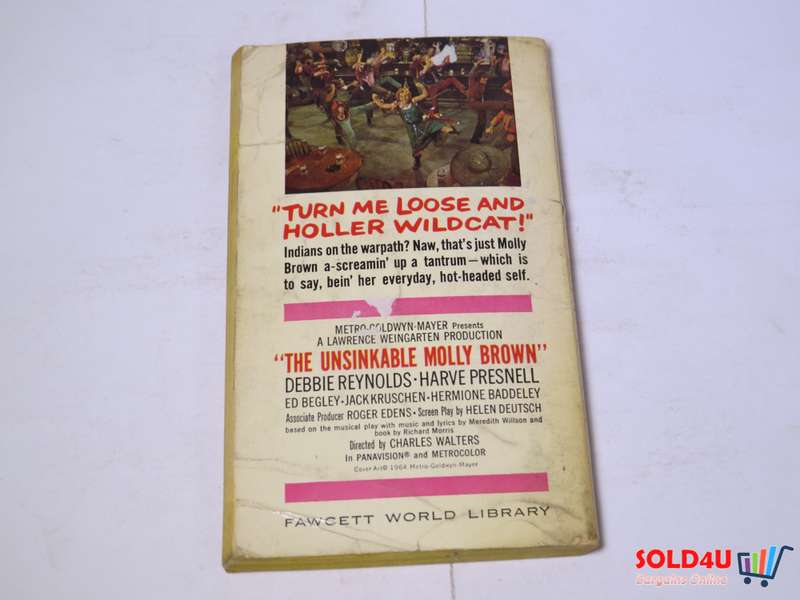 "TURN ME LOOSE AND
HOLLER WILDCAT!"
Indians on the warpath? Naw, that's just Molly
Brown a-screamin' up a tantrum—which is
to say, bein' her everyday, hot-headed self.
METRO-GOLDWYN-MAYER Presents
A LAWRENCE WEINGARTEN PRODUCTION
"THE UNSINKABLE MOLLY BROWN"
DEBBIE REYNOLDS · HARVE PRESNELL
ED BEGLEY · JACK KRUSCHEN · HERMIONE BADDELEY
Associate Producer ROGER EDENS · Screen Play by HELEN DEUTSCH
based on the musical play with music and lyrics by Meredith Willson and
book by Richard Morris
Directed by CHARLES WALTERS
In PANAVISION® and METROCOLOR
Cover Art © 1964 Metro-Goldwyn-Mayer
FAWCETT WORLD LIBRARY
SOLD4U
Bargains Online